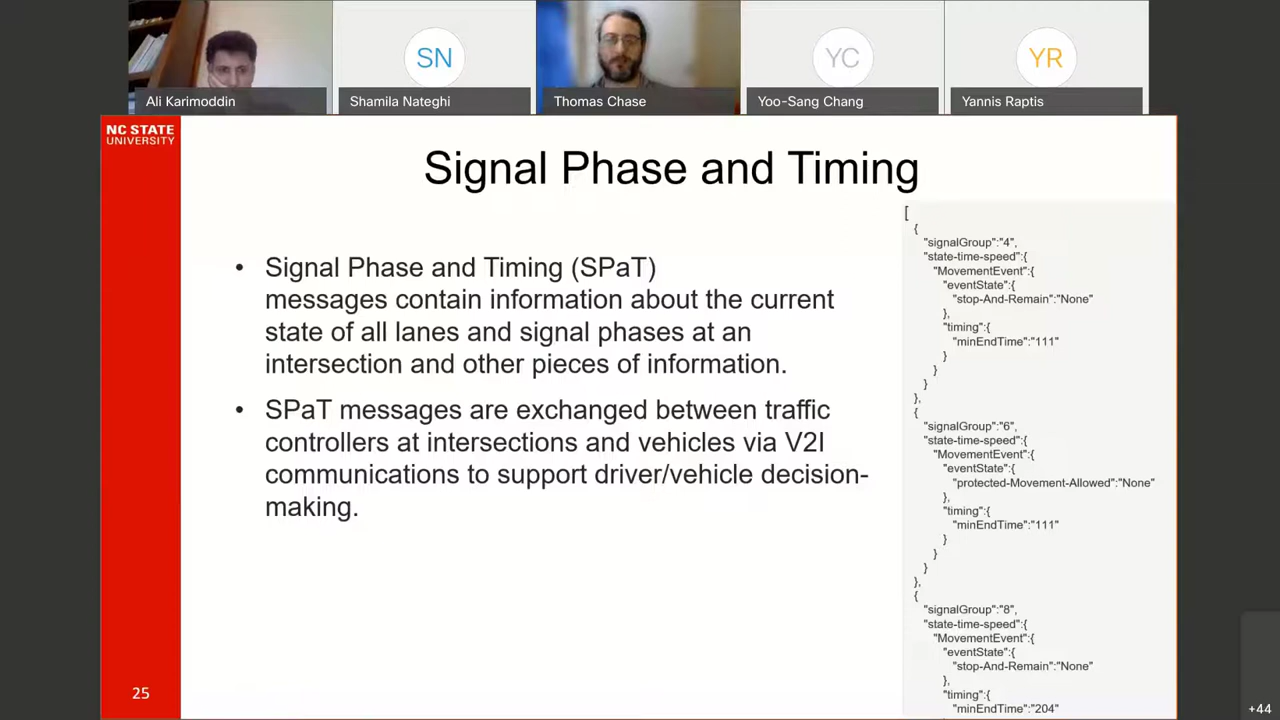 SN
YC
YR
Ali Karimoddin
Shamila Nateghi
Thomas Chase
Yoo-Sang Chang
Yannis Raptis
NC STATE
UNIVERSITY
Signal Phase and Timing
• Signal Phase and Timing (SPaT)
messages contain information about the current
state of all lanes and signal phases at an
intersection and other pieces of information.
• SPaT messages are exchanged between traffic
controllers at intersections and vehicles via V2I
communications to support driver/vehicle decision-
making.
[
{
"signalGroup":"4",
"state-time-speed":{
"MovementEvent":{
"eventState":{
"stop-And-Remain":"None"
},
"timing":{
"minEndTime":"111"
}
}
}
},
{
"signalGroup":"6",
"state-time-speed":{
"MovementEvent":{
"eventState":{
"protected-Movement-Allowed":"None"
},
"timing":{
"minEndTime":"111"
}
}
}
},
{
"signalGroup":"8",
"state-time-speed":{
"MovementEvent":{
"eventState":{
"stop-And-Remain":"None"
},
"timing":{
"minEndTime":"204"
25
+44